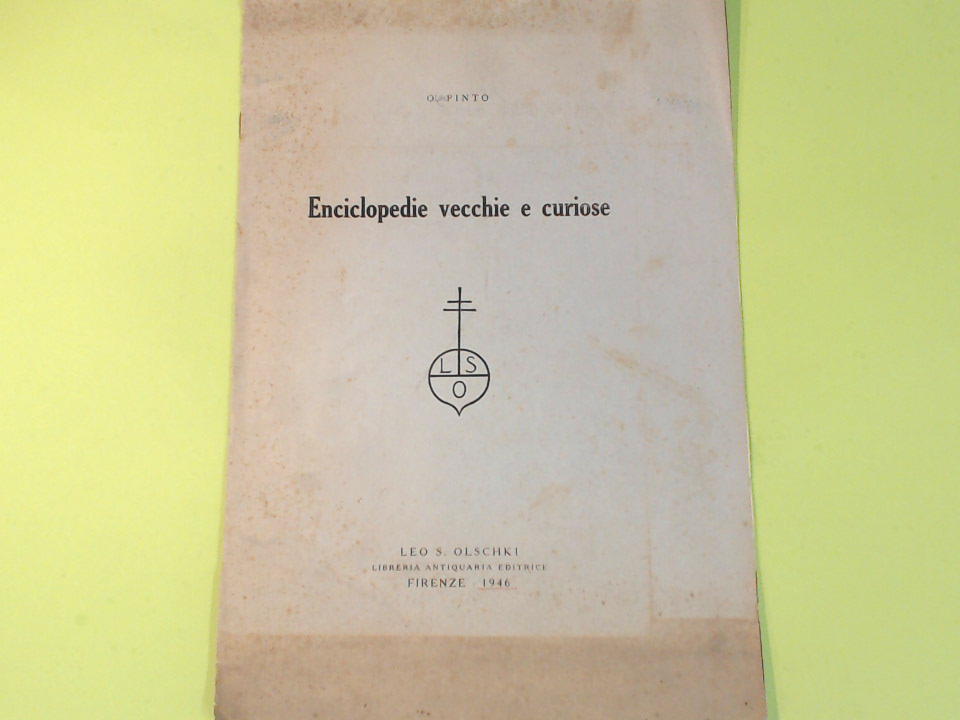 O. PINTO
Enciclopedie vecchie e curiose
L S
O
LEO S. OLSCHKI
LIBRERIA ANTIQUARIA EDITRICE
FIRENZE - 1946